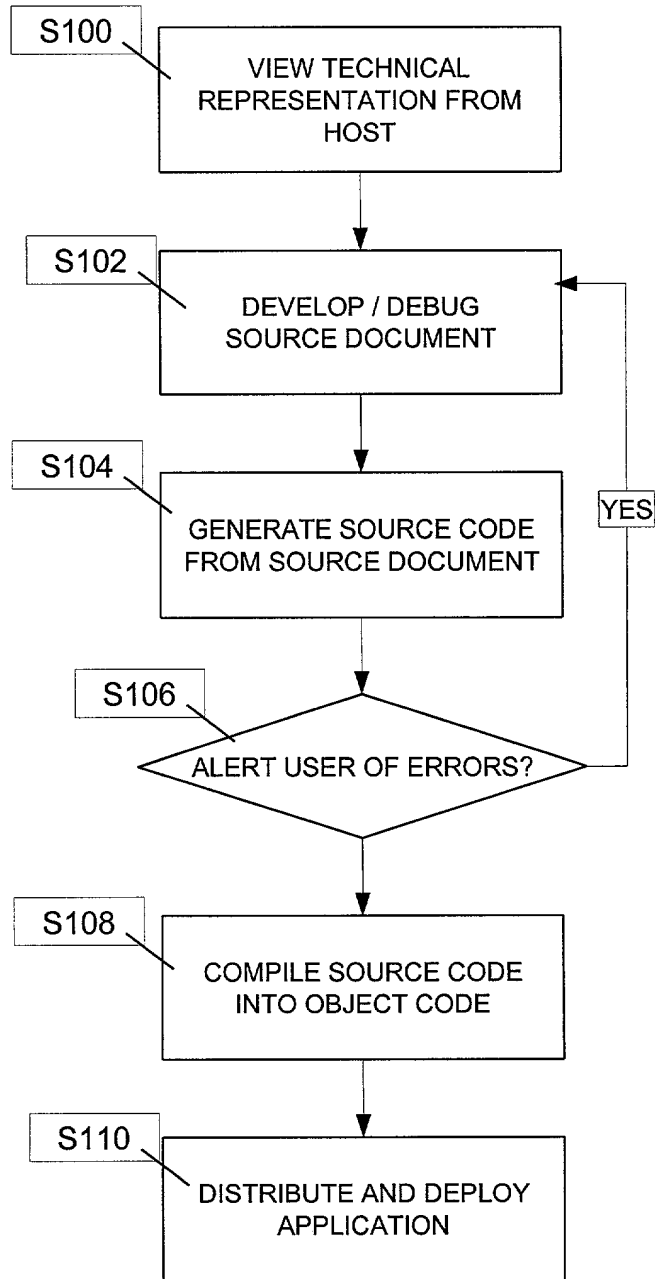 S100
VIEW TECHNICAL
REPRESENTATION FROM
HOST
S102
DEVELOP / DEBUG
SOURCE DOCUMENT
S104
GENERATE SOURCE CODE
FROM SOURCE DOCUMENT
YES
S106
ALERT USER OF ERRORS?
S108
COMPILE SOURCE CODE
INTO OBJECT CODE
S110
DISTRIBUTE AND DEPLOY
APPLICATION